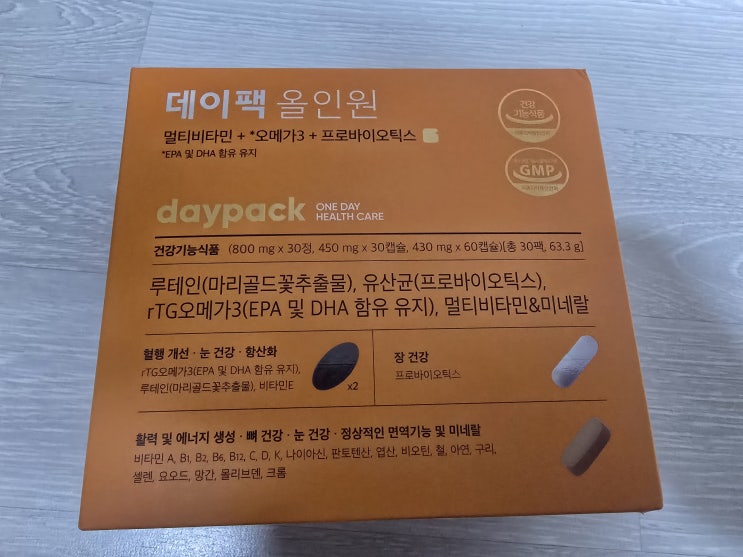 데이팩 올인원
멀티비타민 + *오메가3 + 프로바이오틱스
*EPA 및 DHA 함유 유지
건강
기능식품
GMP
daypack
ONE DAY
HEALTH CARE
건강기능식품 (800 mg x 30정, 450 mg x 30캡슐, 430 mg x 60캡슐)[총 30팩, 63.3 g]
루테인(마리골드꽃추출물), 유산균(프로바이오틱스),
rTG오메가3(EPA 및 DHA 함유 유지), 멀티비타민&미네랄
혈행 개선 · 눈 건강 · 항산화
rTG오메가3(EPA 및 DHA 함유 유지),
루테인(마리골드꽃추출물), 비타민E
x2
장 건강
프로바이오틱스
활력 및 에너지 생성 · 뼈 건강 · 눈 건강 · 정상적인 면역기능 및 미네랄
비타민 A, B1, B2, B6, B12, C, D, K, 나이아신, 판토텐산, 엽산, 비오틴, 철, 아연, 구리,
셀렌, 요오드, 망간, 몰리브덴, 크롬